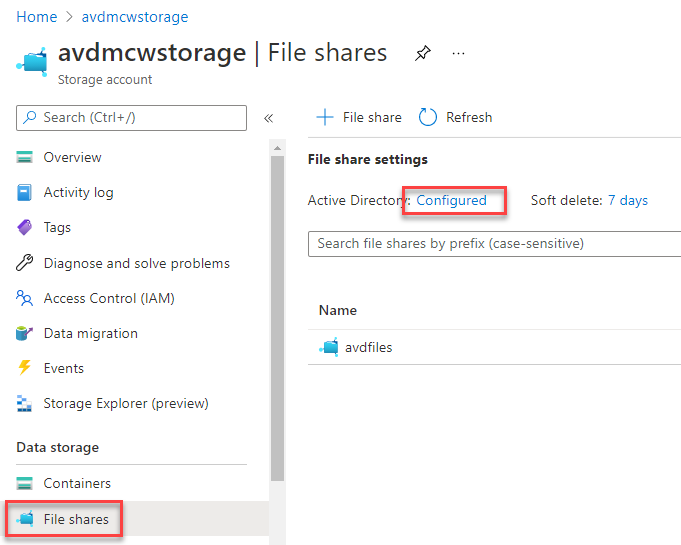 Home > avdmcwstorage
avdmcwstorage | File shares ...
Storage account
Search (Ctrl+/)
«
Overview
Activity log
Tags
Diagnose and solve problems
Access Control (IAM)
Data migration
Events
Storage Explorer (preview)
Data storage
Containers
File shares
+ File share Refresh
File share settings
Active Directory: Configured Soft delete: 7 days
Search file shares by prefix (case-sensitive)
Name
avdfiles